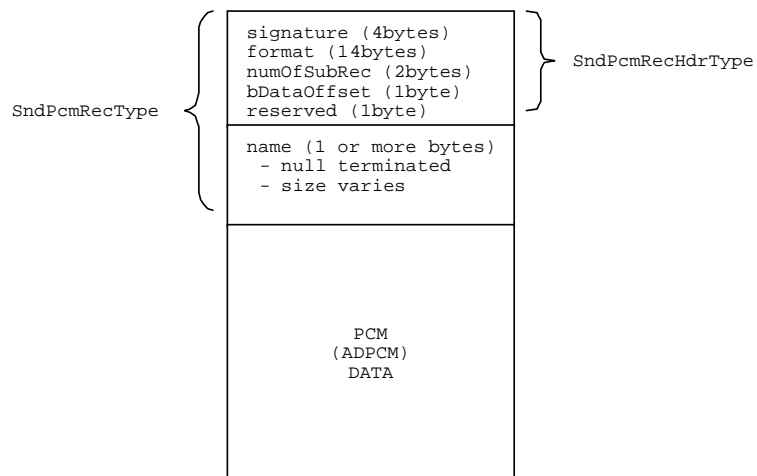 signature (4bytes)
format (14bytes)
numOfSubRec (2bytes)
bDataOffset (1byte)
reserved (1byte)
SndPcmRecHdrType
SndPcmRecType
name (1 or more bytes)
- null terminated
- size varies
PCM
(ADPCM)
DATA